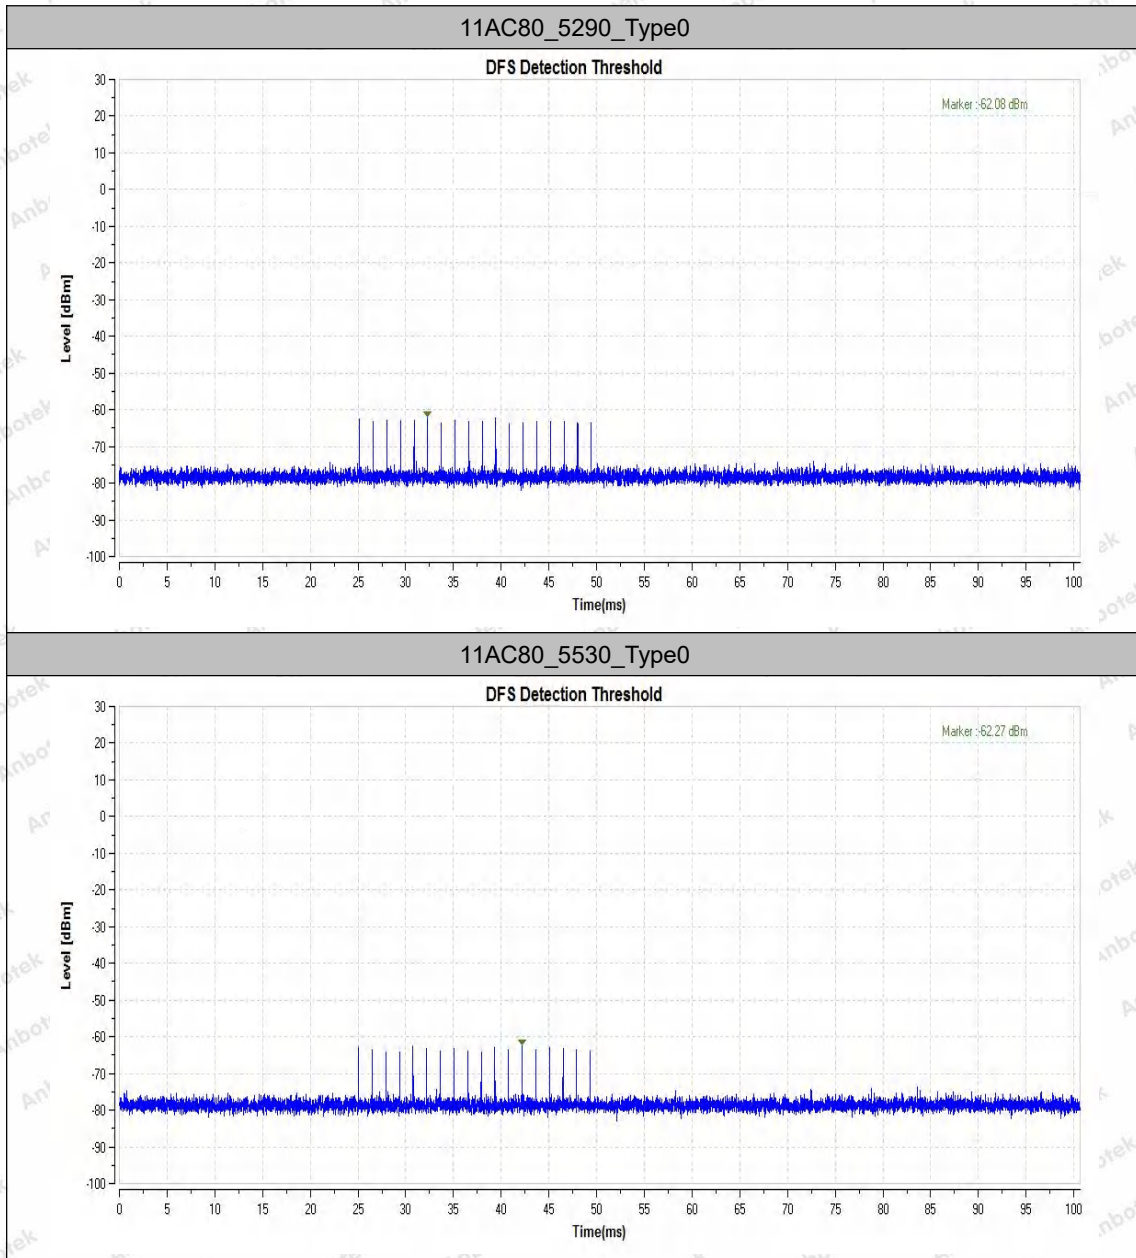 11AC80_5290_Type0
DFS Detection Threshold
Marker :-62.08 dBm
Level [dBm]
30
20
10
0
-10
-20
-30
-40
-50
-60
-70
-80
-90
-100
0 5 10 15 20 25 30 35 40 45 50 55 60 65 70 75 80 85 90 95 100
Time(ms)
11AC80_5530_Type0
DFS Detection Threshold
Marker :-62.27 dBm
Level [dBm]
30
20
10
0
-10
-20
-30
-40
-50
-60
-70
-80
-90
-100
0 5 10 15 20 25 30 35 40 45 50 55 60 65 70 75 80 85 90 95 100
Time(ms)